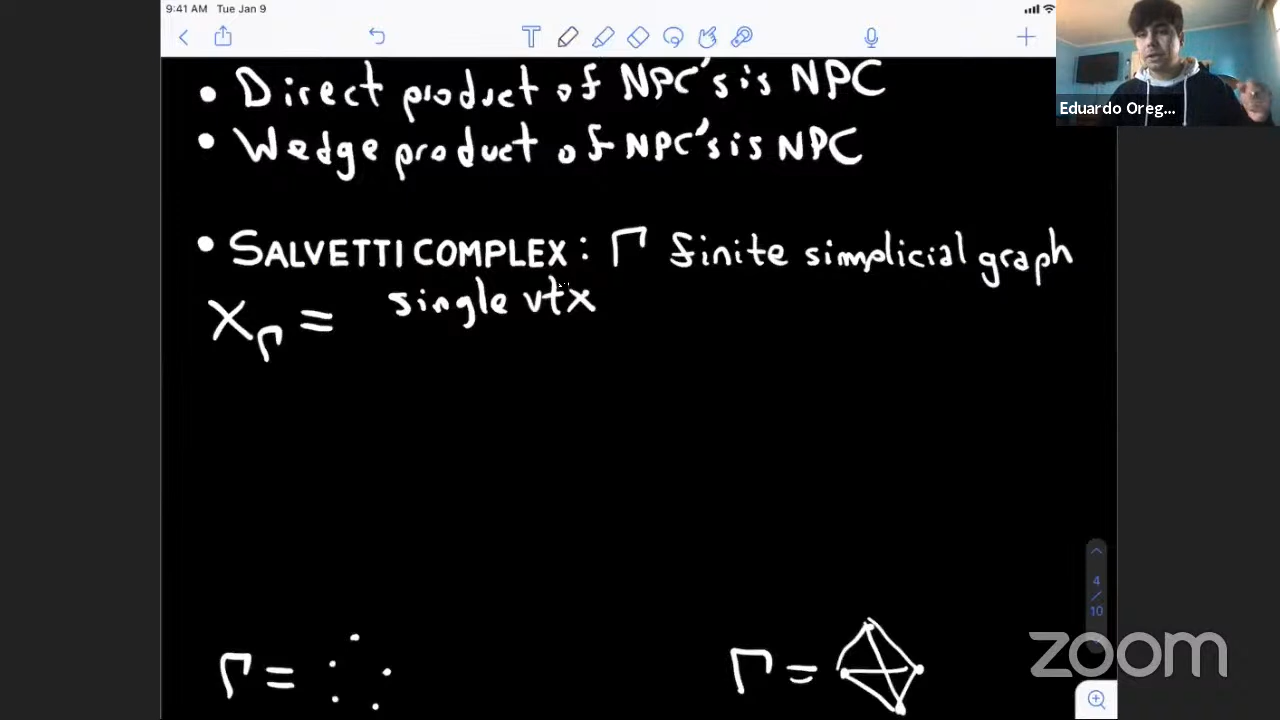 9:41 AM Tue Jan 9
Eduardo Oreg...
• Direct product of NPC's is NPC
• Wedge product of NPC's is NPC
• SALVETTI COMPLEX: Γ finite simplicial graph
X_Γ = single vtx
4
/
10
Γ = Γ =
zoom